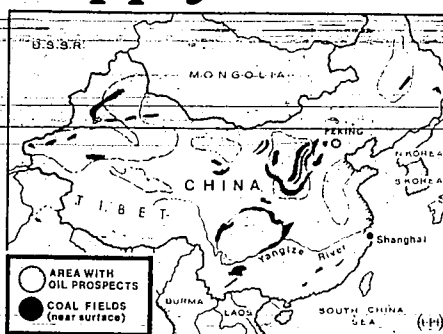 U.S.S.R.
MONGOLIA
PEKING
N.KOREA
S.KOREA
CHINA
TIBET
Shanghai
Yangtze River
AREA WITH
OIL PROSPECTS
COAL FIELDS
(near surface)
BURMA
LAOS
SOUTH CHINA
SEA